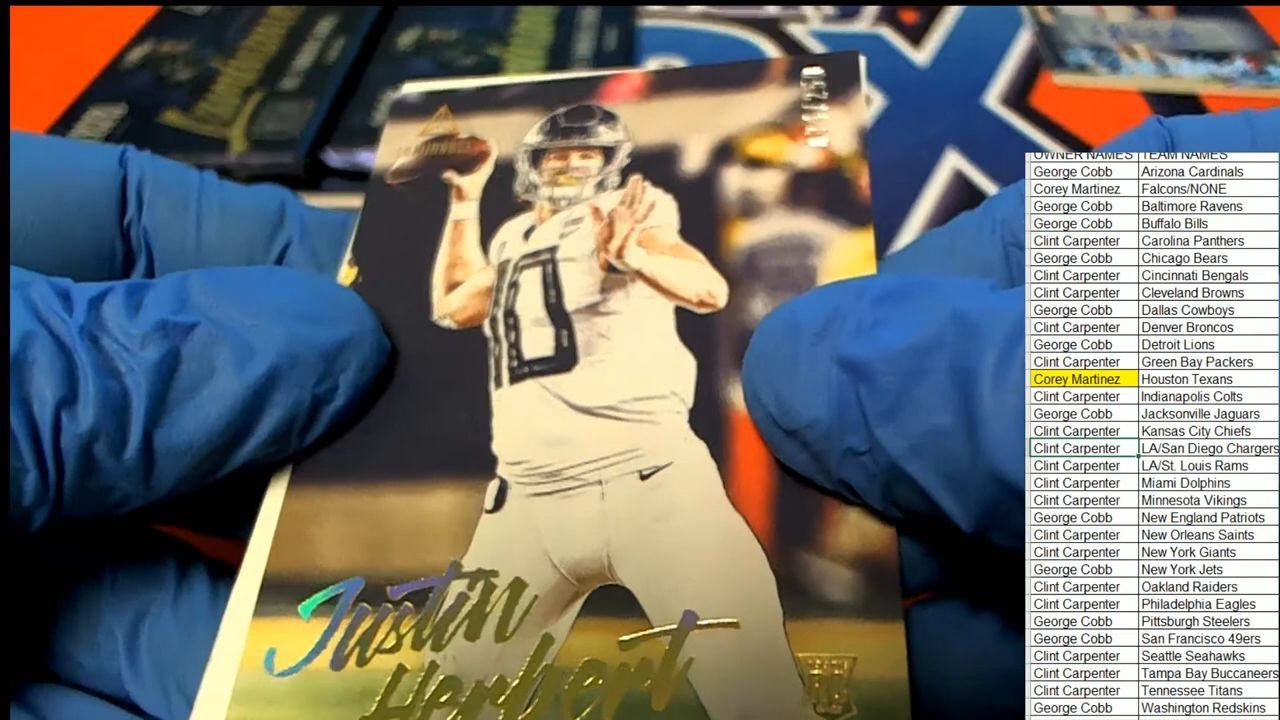 LUMINANCE
10
Justin
Herbert
RC
OWNER NAMES TEAM NAMES
George Cobb Arizona Cardinals
Corey Martinez Falcons/NONE
George Cobb Baltimore Ravens
George Cobb Buffalo Bills
Clint Carpenter Carolina Panthers
George Cobb Chicago Bears
Clint Carpenter Cincinnati Bengals
Clint Carpenter Cleveland Browns
George Cobb Dallas Cowboys
Clint Carpenter Denver Broncos
George Cobb Detroit Lions
Clint Carpenter Green Bay Packers
Corey Martinez Houston Texans
Clint Carpenter Indianapolis Colts
George Cobb Jacksonville Jaguars
Clint Carpenter Kansas City Chiefs
Clint Carpenter LA/San Diego Chargers
Clint Carpenter LA/St. Louis Rams
Clint Carpenter Miami Dolphins
Clint Carpenter Minnesota Vikings
George Cobb New England Patriots
Clint Carpenter New Orleans Saints
Clint Carpenter New York Giants
George Cobb New York Jets
Clint Carpenter Oakland Raiders
Clint Carpenter Philadelphia Eagles
George Cobb Pittsburgh Steelers
George Cobb San Francisco 49ers
Clint Carpenter Seattle Seahawks
Clint Carpenter Tampa Bay Buccaneers
Clint Carpenter Tennessee Titans
George Cobb Washington Redskins